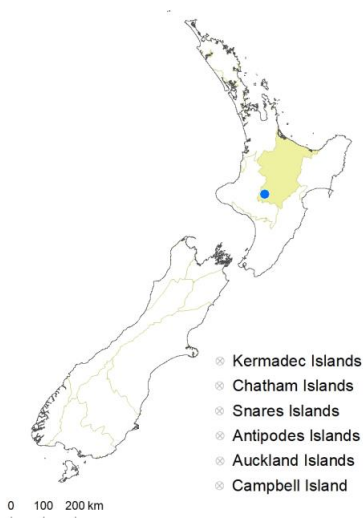 Kermadec Islands
Chatham Islands
Snares Islands
Antipodes Islands
Auckland Islands
Campbell Island
0 100 200 km